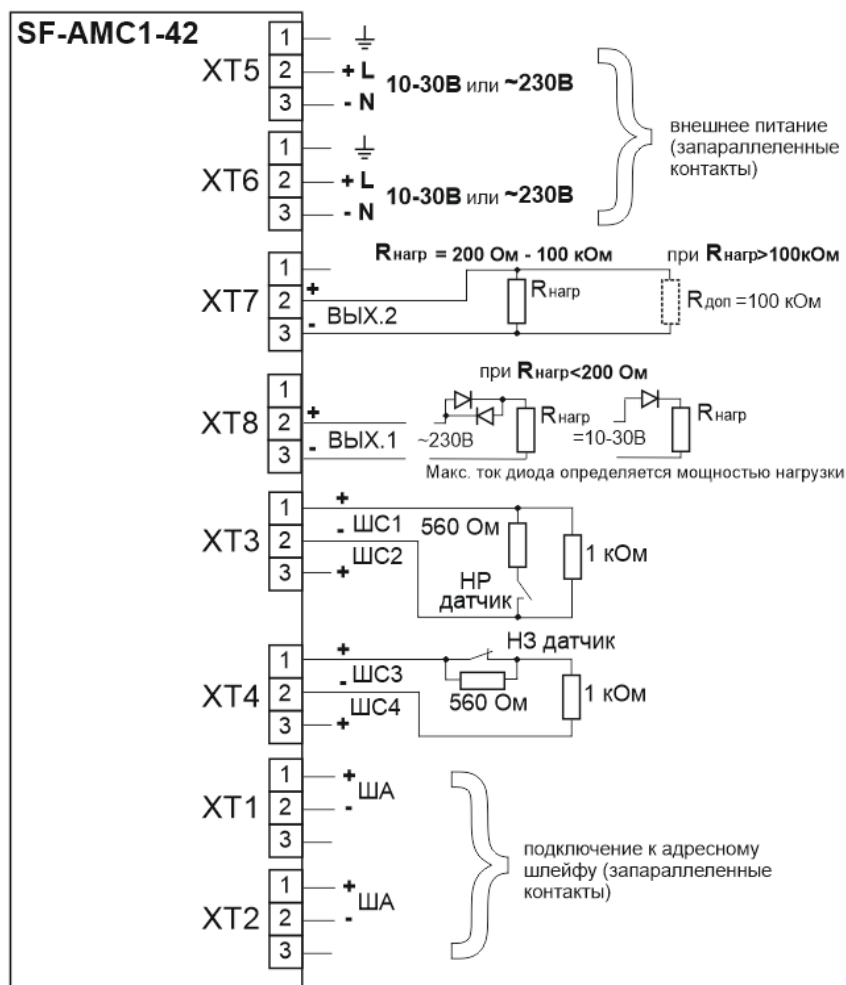 SF-AMC1-42
XT5
1
2 + L
3 - N
10-30В или ~230В
XT6
1
2 + L
3 - N
10-30В или ~230В
внешнее питание
(запараллеленные
контакты)
Rнагр = 200 Ом - 100 кОм
при Rнагр>100кОм
XT7
1
2 +
3 - ВЫХ.2
Rнагр
Rдоп =100 кОм
при Rнагр<200 Ом
XT8
1
2 +
3 - ВЫХ.1
~230В
Rнагр
=10-30В
Rнагр
Макс. ток диода определяется мощностью нагрузки
XT3
1 +
2 - ШС1
3 + ШС2
560 Ом
НР
датчик
1 кОм
XT4
1 +
2 - ШС3
3 + ШС4
НЗ датчик
560 Ом
1 кОм
XT1
1 +
2 - ША
3
XT2
1 +
2 - ША
3
подключение к адресному
шлейфу (запараллеленные
контакты)